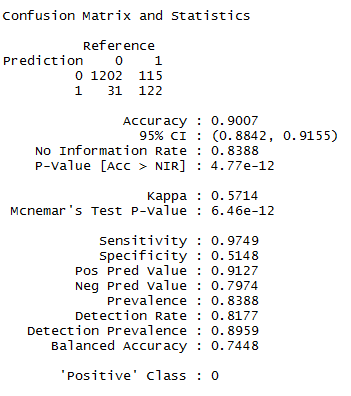 Confusion Matrix and Statistics
Reference
Prediction 0 1
0 1202 115
1 31 122
Accuracy : 0.9007
95% CI : (0.8842, 0.9155)
No Information Rate : 0.8388
P-Value [Acc > NIR] : 4.77e-12
Kappa : 0.5714
Mcnemar's Test P-Value : 6.46e-12
Sensitivity : 0.9749
Specificity : 0.5148
Pos Pred Value : 0.9127
Neg Pred Value : 0.7974
Prevalence : 0.8388
Detection Rate : 0.8177
Detection Prevalence : 0.8959
Balanced Accuracy : 0.7448
'Positive' Class : 0